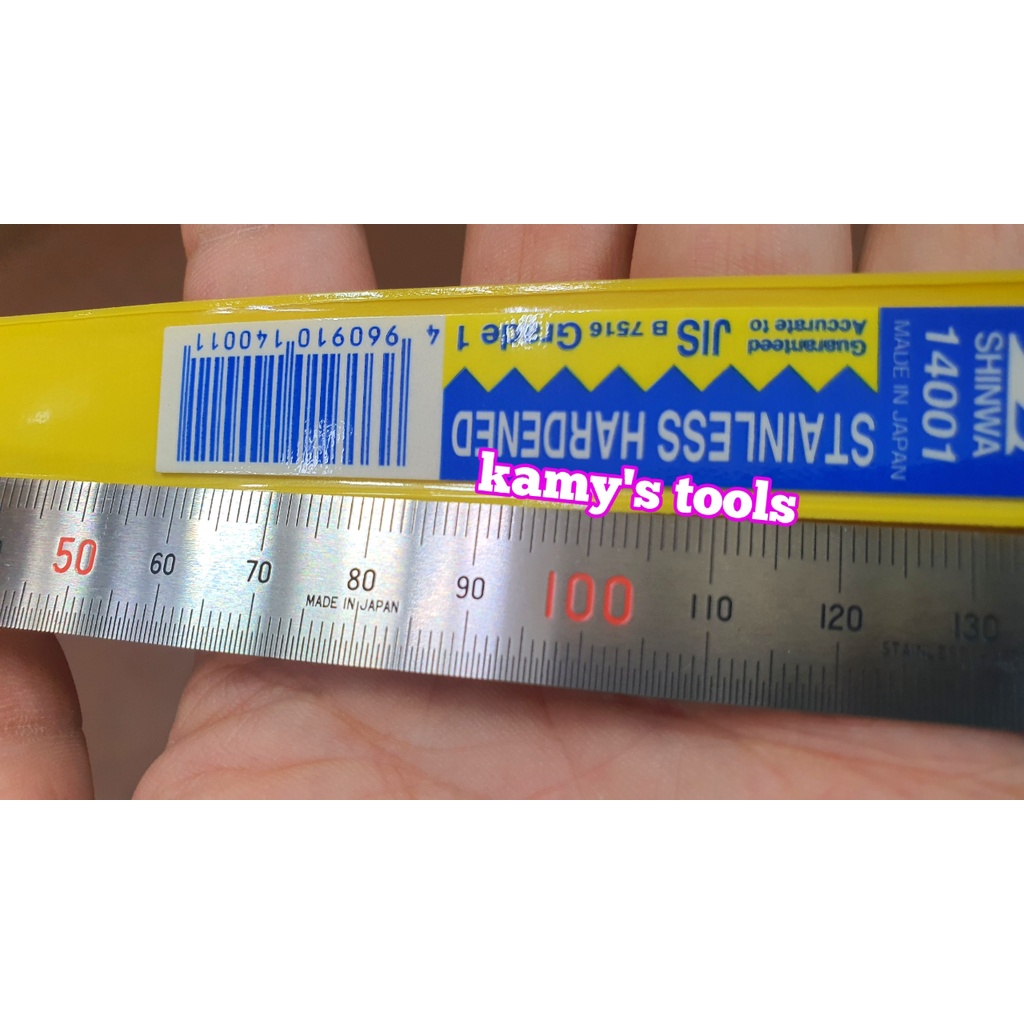 SHINWA
14001
MADE IN JAPAN
Guaranteed
Accurate to
JIS B 7516 Grade 1
STAINLESS HARDENED
4 960910 140011
kamy's tools
50 60 70 80 90 100 110 120 130
MADE IN JAPAN